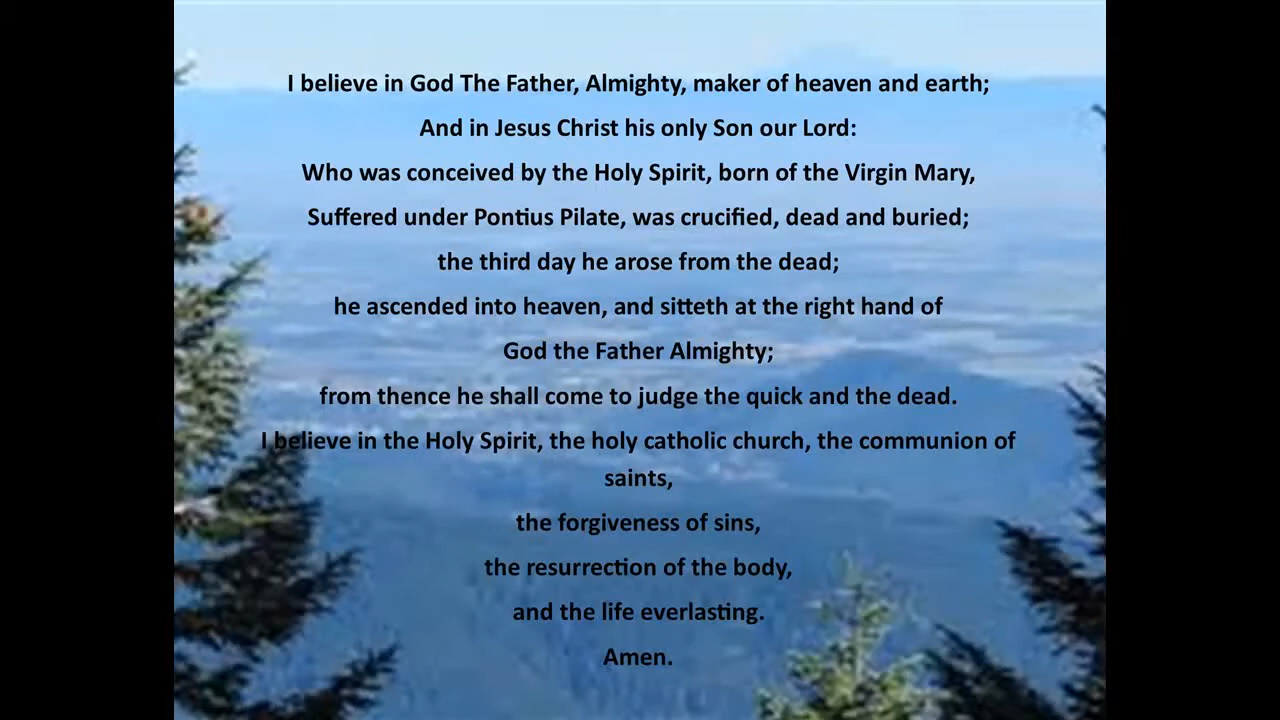 I believe in God The Father, Almighty, maker of heaven and earth;
And in Jesus Christ his only Son our Lord:
Who was conceived by the Holy Spirit, born of the Virgin Mary,
Suffered under Pontius Pilate, was crucified, dead and buried;
the third day he arose from the dead;
he ascended into heaven, and sitteth at the right hand of
God the Father Almighty;
from thence he shall come to judge the quick and the dead.
I believe in the Holy Spirit, the holy catholic church, the communion of
saints,
the forgiveness of sins,
the resurrection of the body,
and the life everlasting.
Amen.